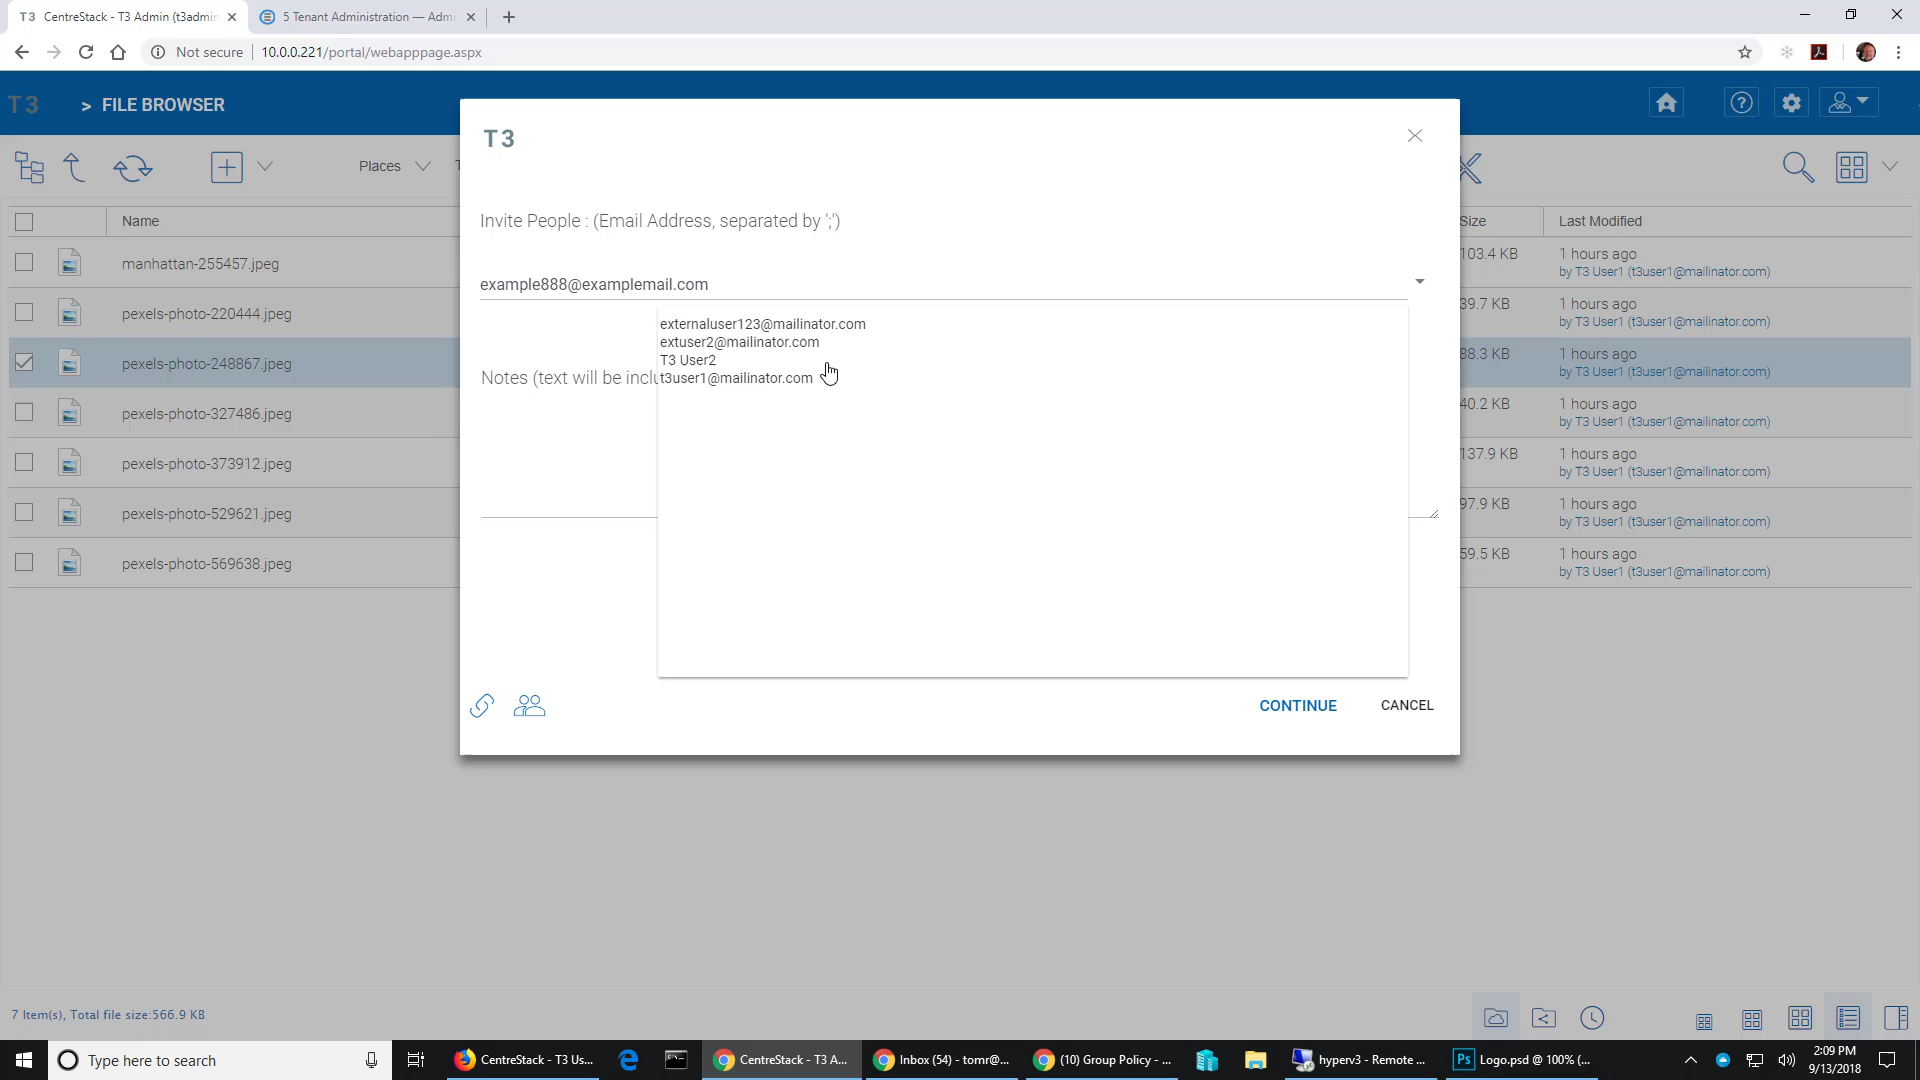 T3 CentreStack - T3 Admin (t3admin
5 Tenant Administration — Admi
Not secure
10.0.0.221/portal/webapppage.aspx
T3
> FILE BROWSER
Places
Name
Size
Last Modified
manhattan-255457.jpeg
103.4 KB
1 hours ago
by T3 User1 (t3user1@mailinator.com)
pexels-photo-220444.jpeg
39.7 KB
1 hours ago
by T3 User1 (t3user1@mailinator.com)
pexels-photo-248867.jpeg
88.3 KB
1 hours ago
by T3 User1 (t3user1@mailinator.com)
pexels-photo-327486.jpeg
40.2 KB
1 hours ago
by T3 User1 (t3user1@mailinator.com)
pexels-photo-373912.jpeg
137.9 KB
1 hours ago
by T3 User1 (t3user1@mailinator.com)
pexels-photo-529621.jpeg
97.9 KB
1 hours ago
by T3 User1 (t3user1@mailinator.com)
pexels-photo-569638.jpeg
59.5 KB
1 hours ago
by T3 User1 (t3user1@mailinator.com)
T3
Invite People : (Email Address, separated by ';')
example888@examplemail.com
externaluser123@mailinator.com
extuser2@mailinator.com
T3 User2
t3user1@mailinator.com
Notes (text will be inclu
CONTINUE
CANCEL
7 Item(s), Total file size:566.9 KB
Type here to search
CentreStack - T3 Us...
CentreStack - T3 A...
Inbox (54) - tomr@...
(10) Group Policy - ...
hyperv3 - Remote ...
Ps
Logo.psd @ 100% (...
2:09 PM
9/13/2018